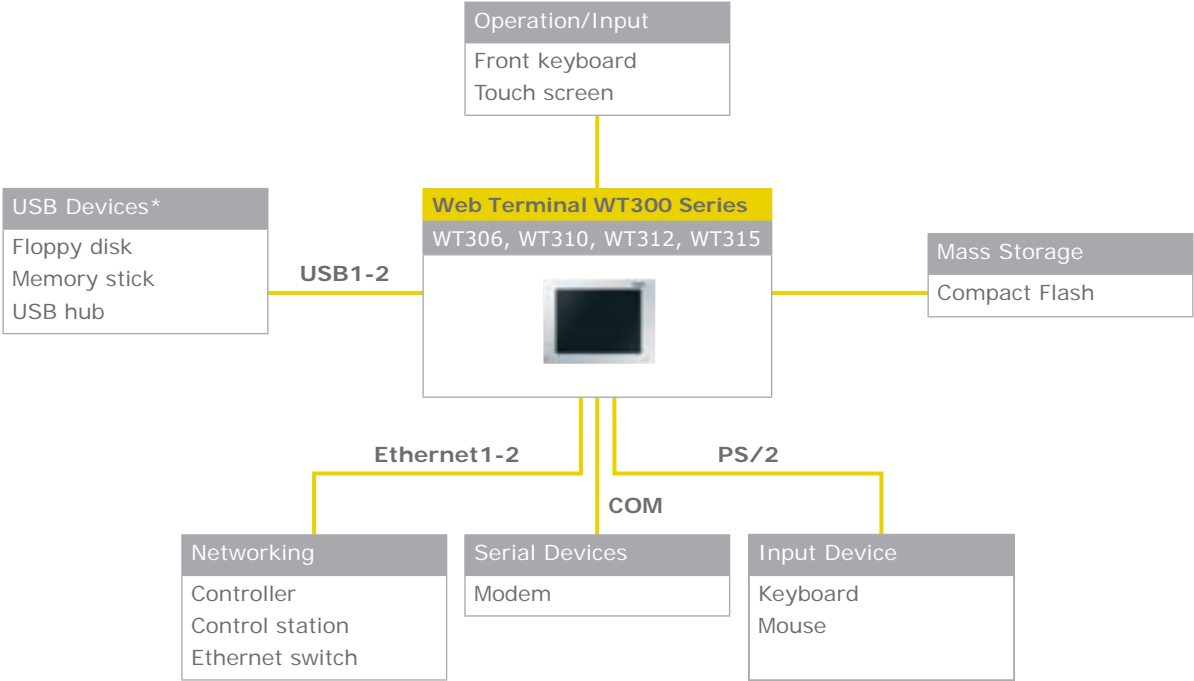 Operation/Input
Front keyboard
Touch screen
USB Devices*
Floppy disk
Memory stick
USB hub
USB1-2
Web Terminal WT300 Series
WT306, WT310, WT312, WT315
Mass Storage
Compact Flash
Ethernet1-2
PS/2
COM
Networking
Controller
Control station
Ethernet switch
Serial Devices
Modem
Input Device
Keyboard
Mouse